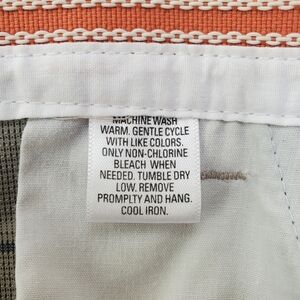 MACHINE WASH
WARM. GENTLE CYCLE
WITH LIKE COLORS.
ONLY NON-CHLORINE
BLEACH WHEN
NEEDED. TUMBLE DRY
LOW. REMOVE
PROMPTLY AND HANG.
COOL IRON.